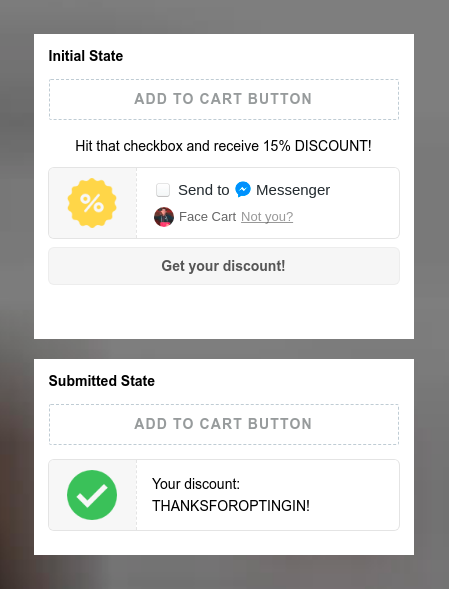 Initial State
ADD TO CART BUTTON
Hit that checkbox and receive 15% DISCOUNT!
%
Send to Messenger
Face Cart Not you?
Get your discount!
Submitted State
ADD TO CART BUTTON
Your discount:
THANKSFOROPTINGIN!